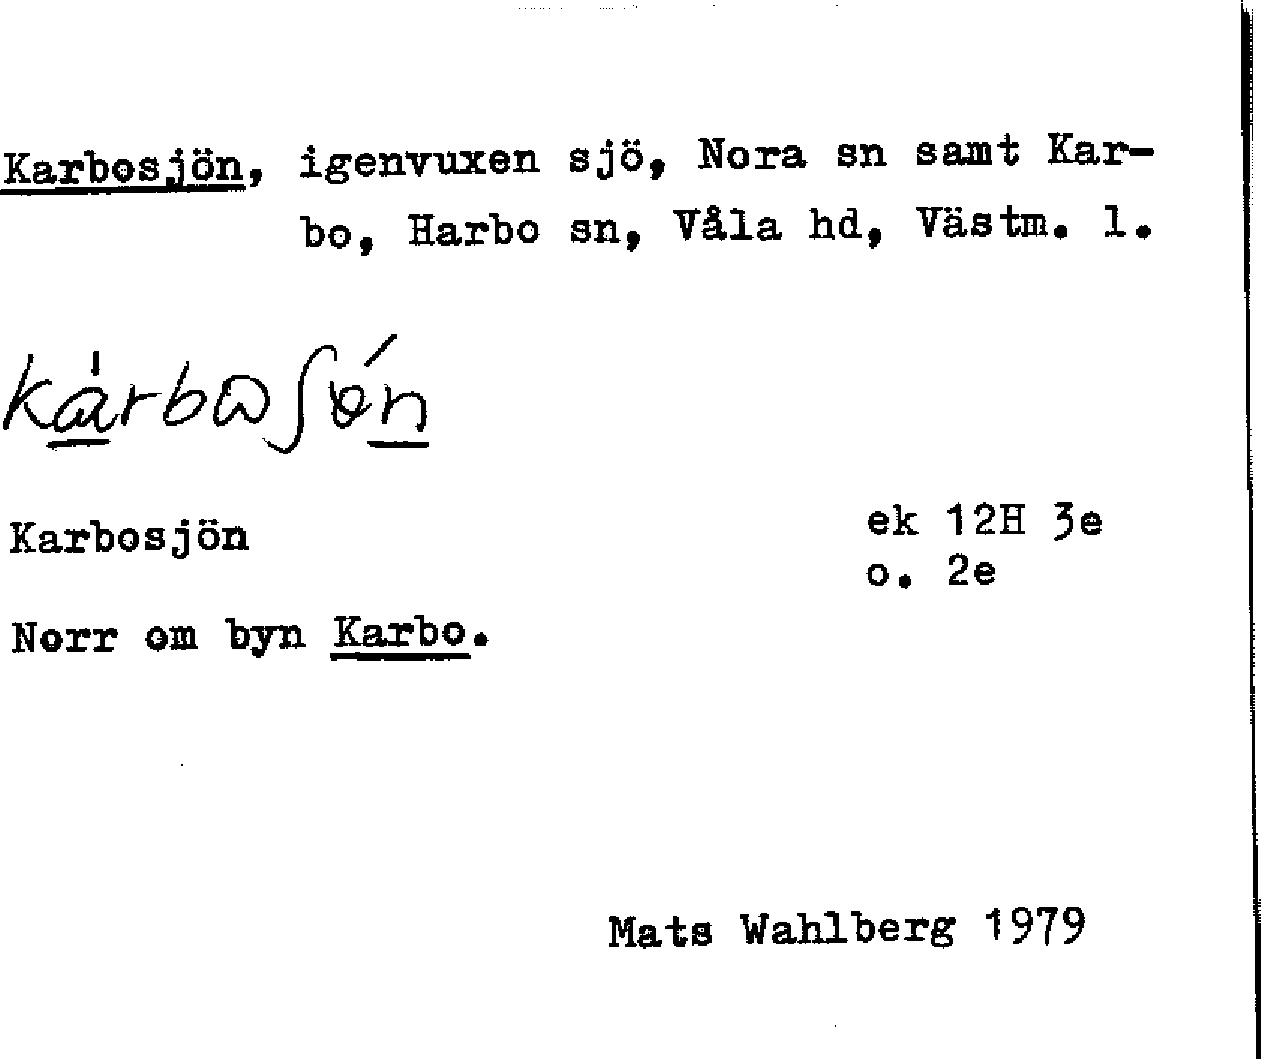 Karbosjön, igenvuxen sjö, Nora sn samt Kar-
bo, Harbo sn, Våla hd, Västm. l.
Karbosjön
ek 12H 3e
o. 2e
Norr om byn Karbo.
Mats Wahlberg 1979